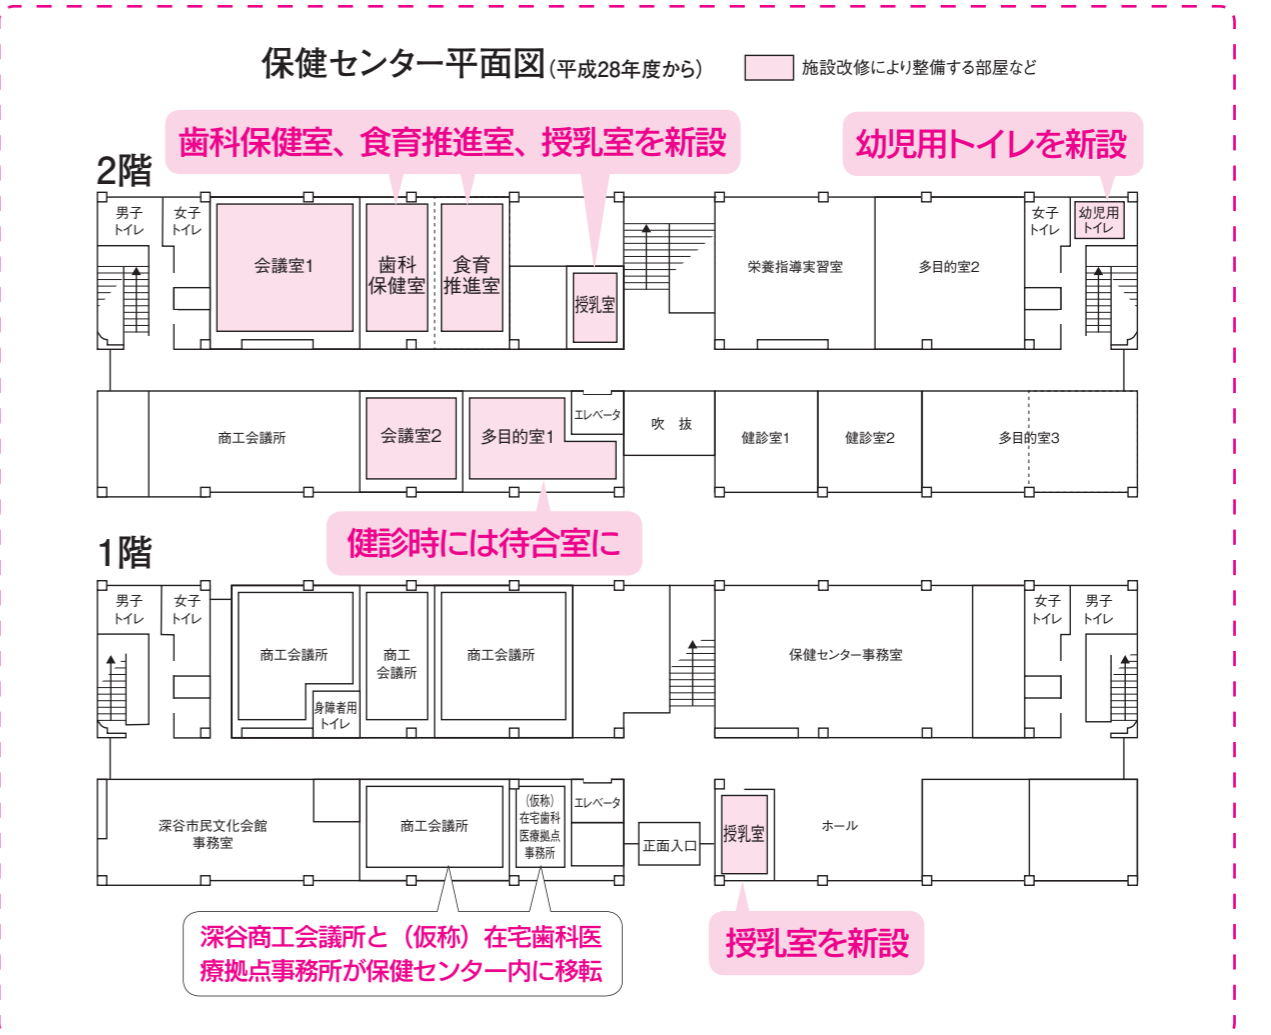 保健センター平面図(平成28年度から)
施設改修により整備する部屋など
歯科保健室、食育推進室、授乳室を新設
幼児用トイレを新設
2階
男子
トイレ
女子
トイレ
会議室1
歯科
保健室
食育
推進室
授乳室
栄養指導実習室
多目的室2
女子
トイレ
幼児用
トイレ
商工会議所
会議室2
多目的室1
エレベータ
吹 抜
健診室1
健診室2
多目的室3
健診時には待合室に
1階
男子
トイレ
女子
トイレ
商工会議所
身障者用
トイレ
商工
会議所
商工会議所
保健センター事務室
女子
トイレ
男子
トイレ
深谷市民文化会館
事務室
商工会議所
(仮称)
在宅歯科
医療拠点
事務所
エレベータ
正面入口
授乳室
ホール
深谷商工会議所と(仮称)在宅歯科医
療拠点事務所が保健センター内に移転
授乳室を新設